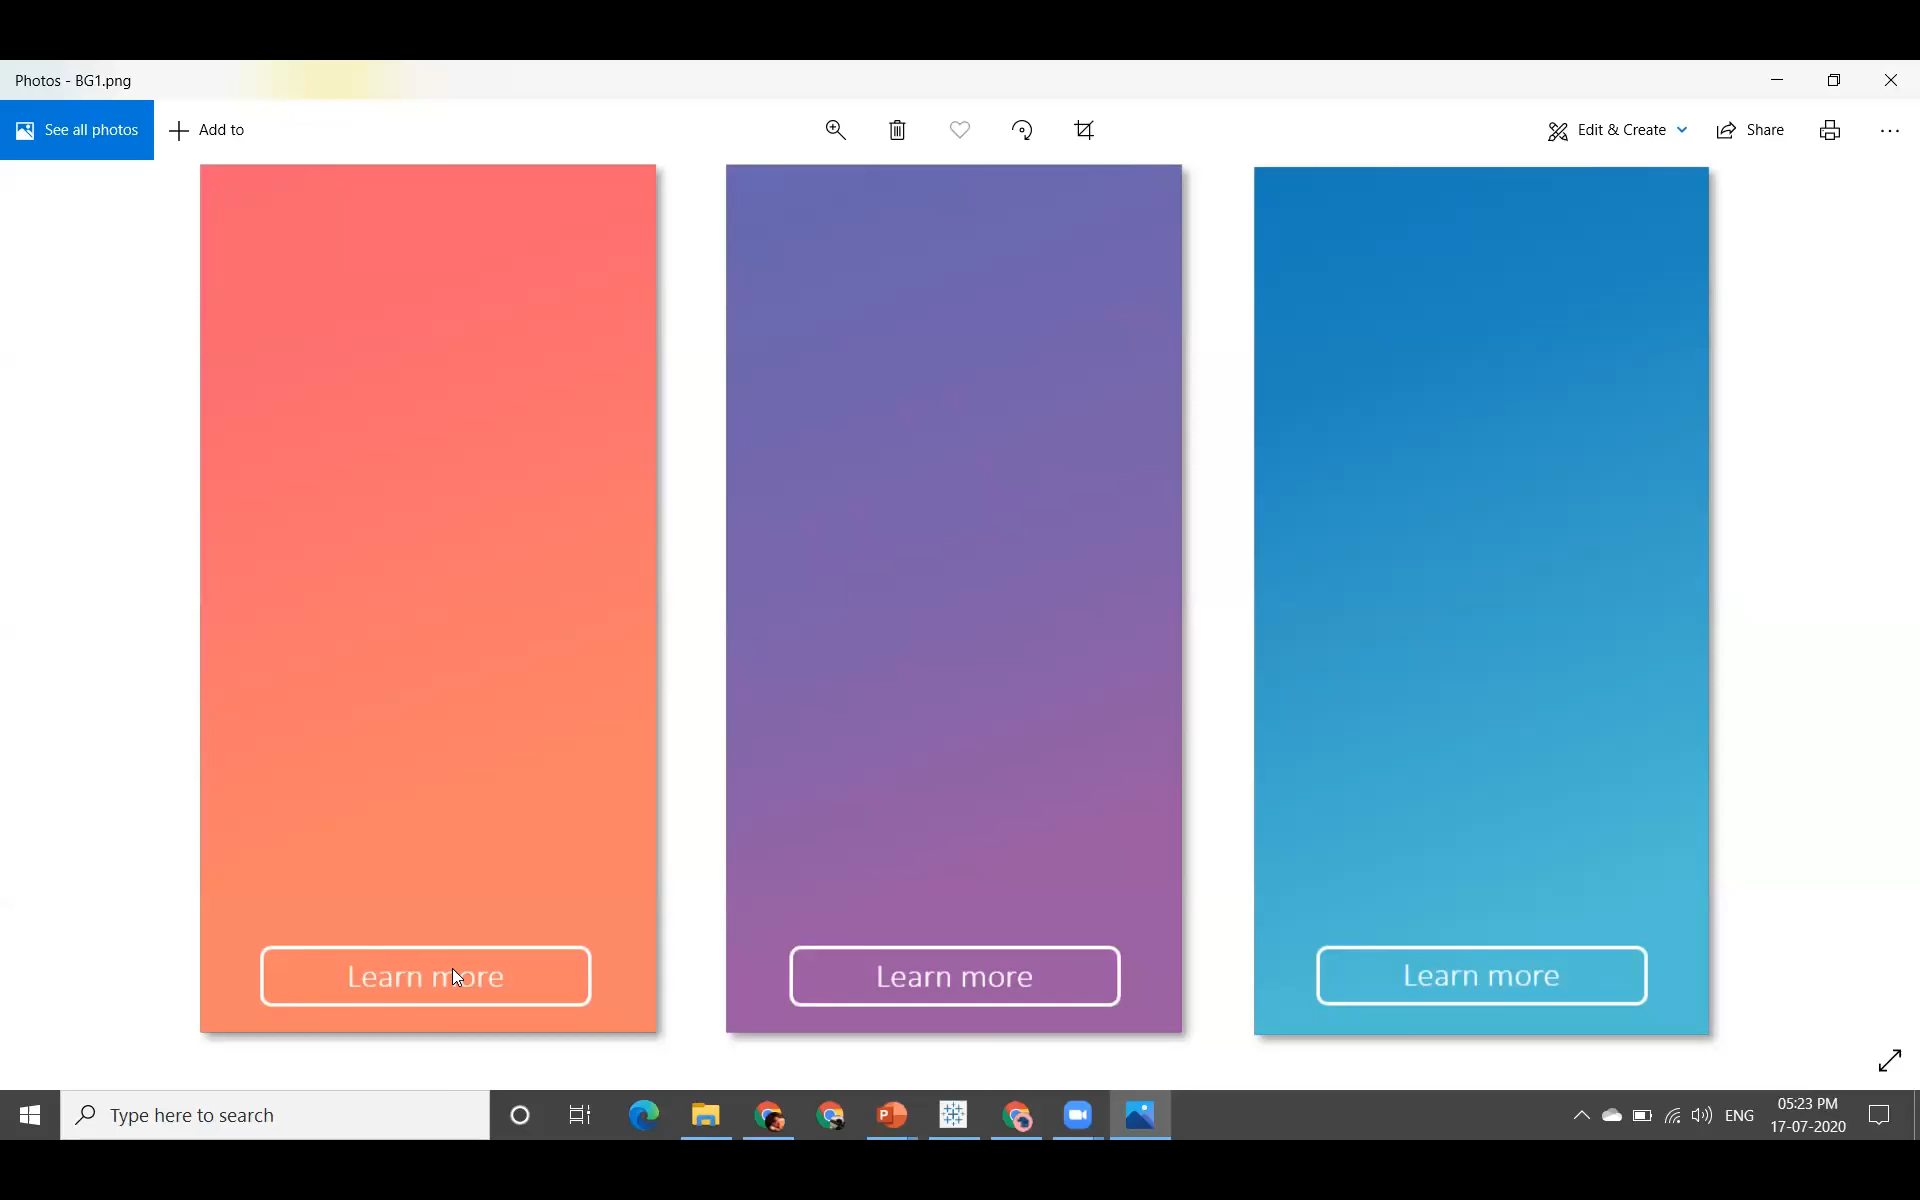 Photos - BG1.png
See all photos
Add to
Edit & Create
Share
Learn more
Learn more
Learn more
Type here to search
P
ENG
05:23 PM
17-07-2020